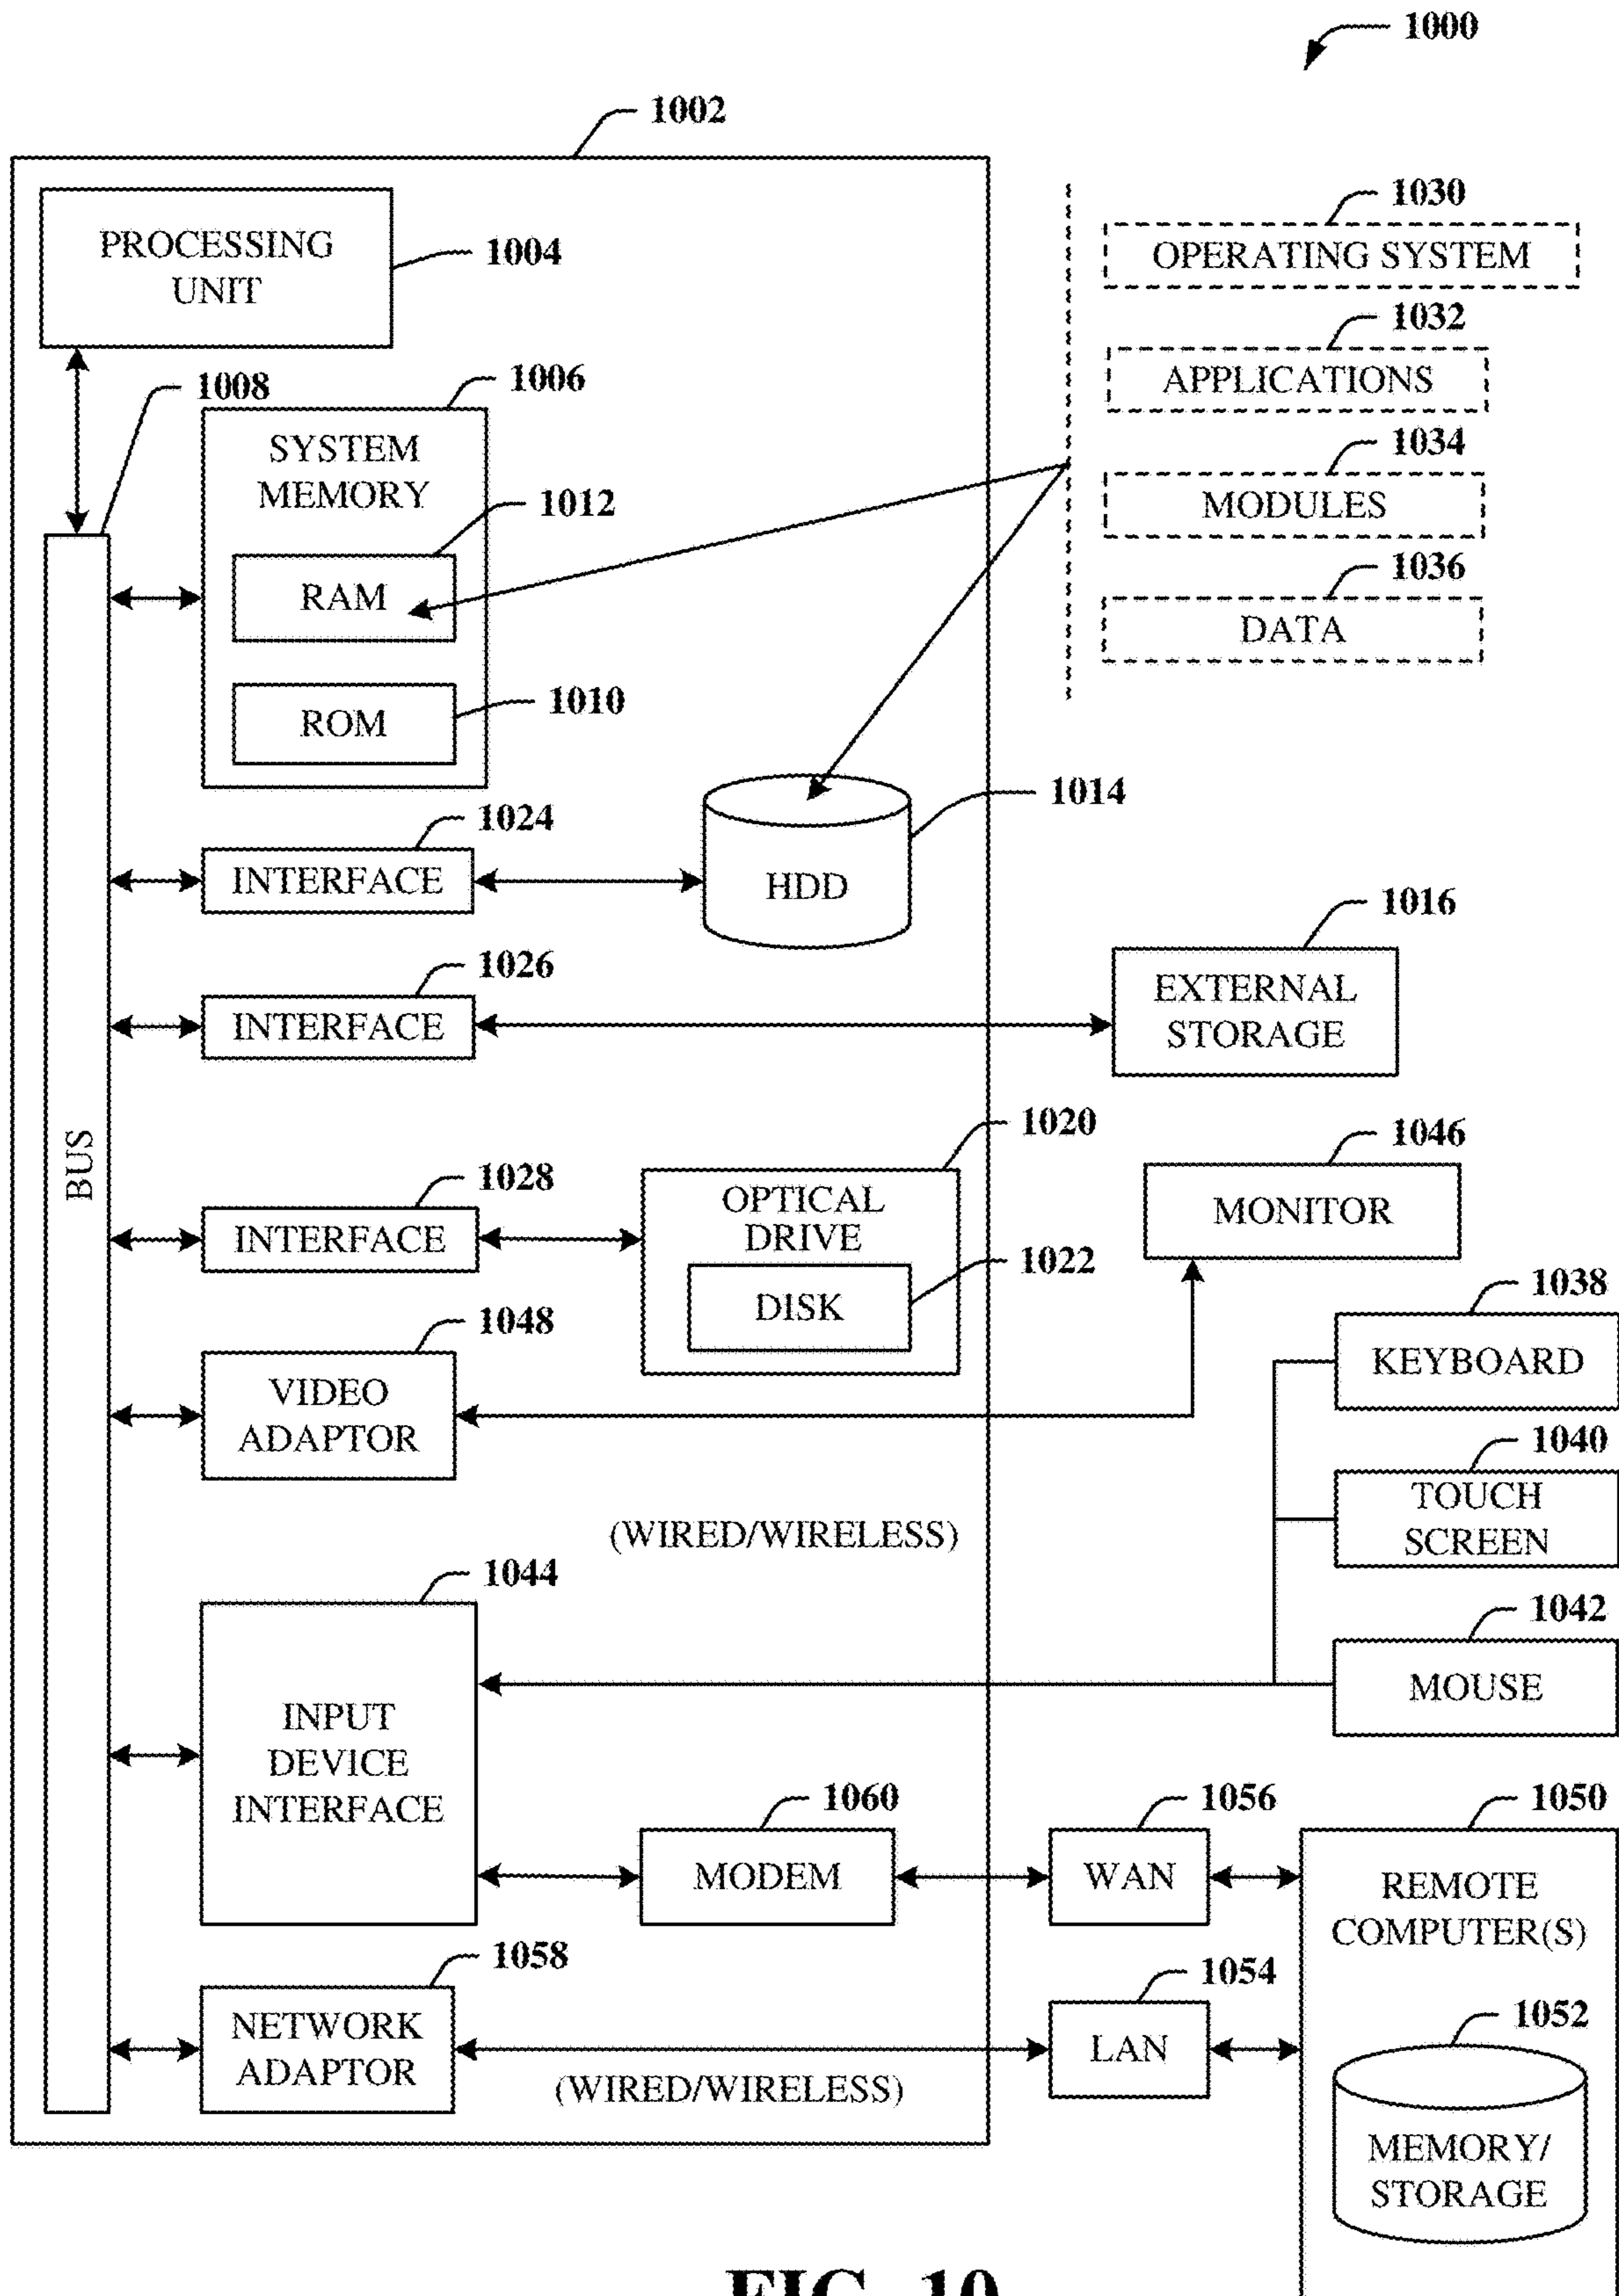 1000
1002
PROCESSING
UNIT
1004
1008
1006
SYSTEM
MEMORY
1012
RAM
ROM
1010
1030
OPERATING SYSTEM
1032
APPLICATIONS
1034
MODULES
1036
DATA
BUS
1024
INTERFACE
HDD
1014
1026
INTERFACE
1016
EXTERNAL
STORAGE
1028
INTERFACE
1020
OPTICAL
DRIVE
DISK
1022
1046
MONITOR
1048
VIDEO
ADAPTOR
1038
KEYBOARD
1040
TOUCH
SCREEN
1042
MOUSE
(WIRED/WIRELESS)
1044
INPUT
DEVICE
INTERFACE
1060
MODEM
1056
WAN
1050
REMOTE
COMPUTER(S)
1058
NETWORK
ADAPTOR
(WIRED/WIRELESS)
1054
LAN
1052
MEMORY/
STORAGE
FIG. 10